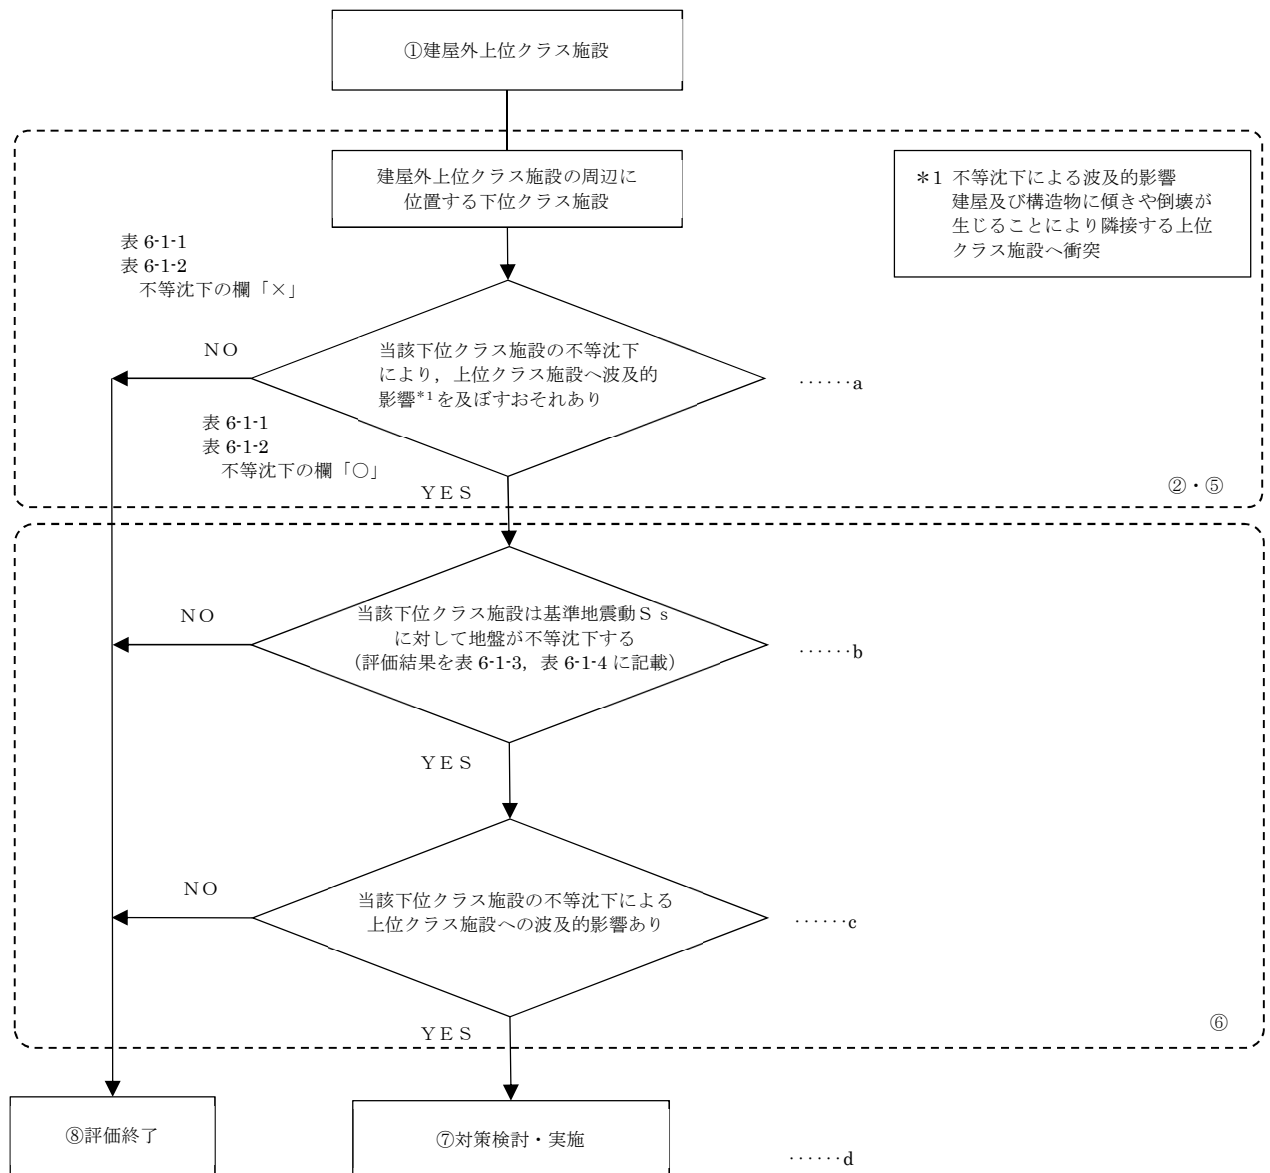 ①建屋外上位クラス施設
建屋外上位クラス施設の周辺に
位置する下位クラス施設
＊1 不等沈下による波及的影響
建屋及び構造物に傾きや倒壊が
生じることにより隣接する上位
クラス施設へ衝突
表 6-1-1
表 6-1-2
不等沈下の欄「×」
ＮＯ
当該下位クラス施設の不等沈下
により，上位クラス施設へ波及的
影響*1を及ぼすおそれあり
……a
表 6-1-1
表 6-1-2
不等沈下の欄「○」
ＹＥＳ
②・⑤
ＮＯ
当該下位クラス施設は基準地震動Ｓｓ
に対して地盤が不等沈下する
（評価結果を表 6-1-3，表 6-1-4 に記載）
……b
ＹＥＳ
ＮＯ
当該下位クラス施設の不等沈下による
上位クラス施設への波及的影響あり
……c
ＹＥＳ
⑥
⑧評価終了
⑦対策検討・実施
……d